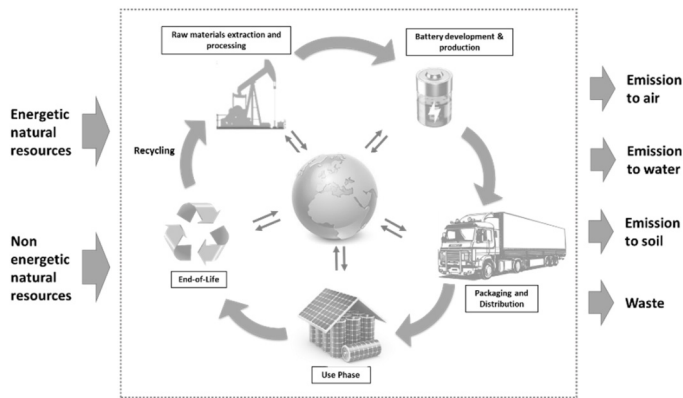 Raw materials extraction and
processing
Battery development &
production
Energetic
natural
resources
Recycling
Non
energetic
natural
resources
End-of-Life
Use Phase
Packaging and
Distribution
Emission
to air
Emission
to water
Emission
to soil
Waste